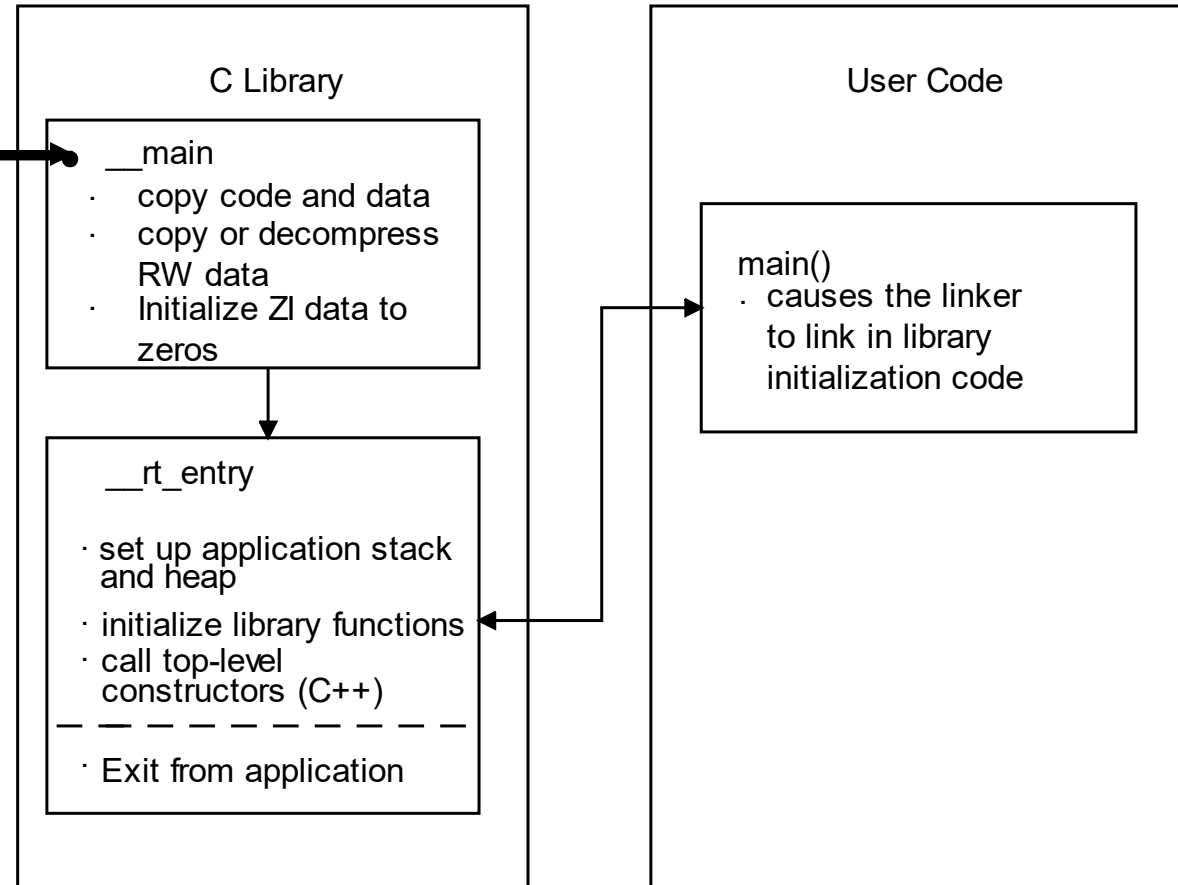 C Library
__main
· copy code and data
· copy or decompress
RW data
· Initialize ZI data to
zeros
__rt_entry
· set up application stack
and heap
· initialize library functions
· call top-level
constructors (C++)
· Exit from application
User Code
main()
· causes the linker
to link in library
initialization code